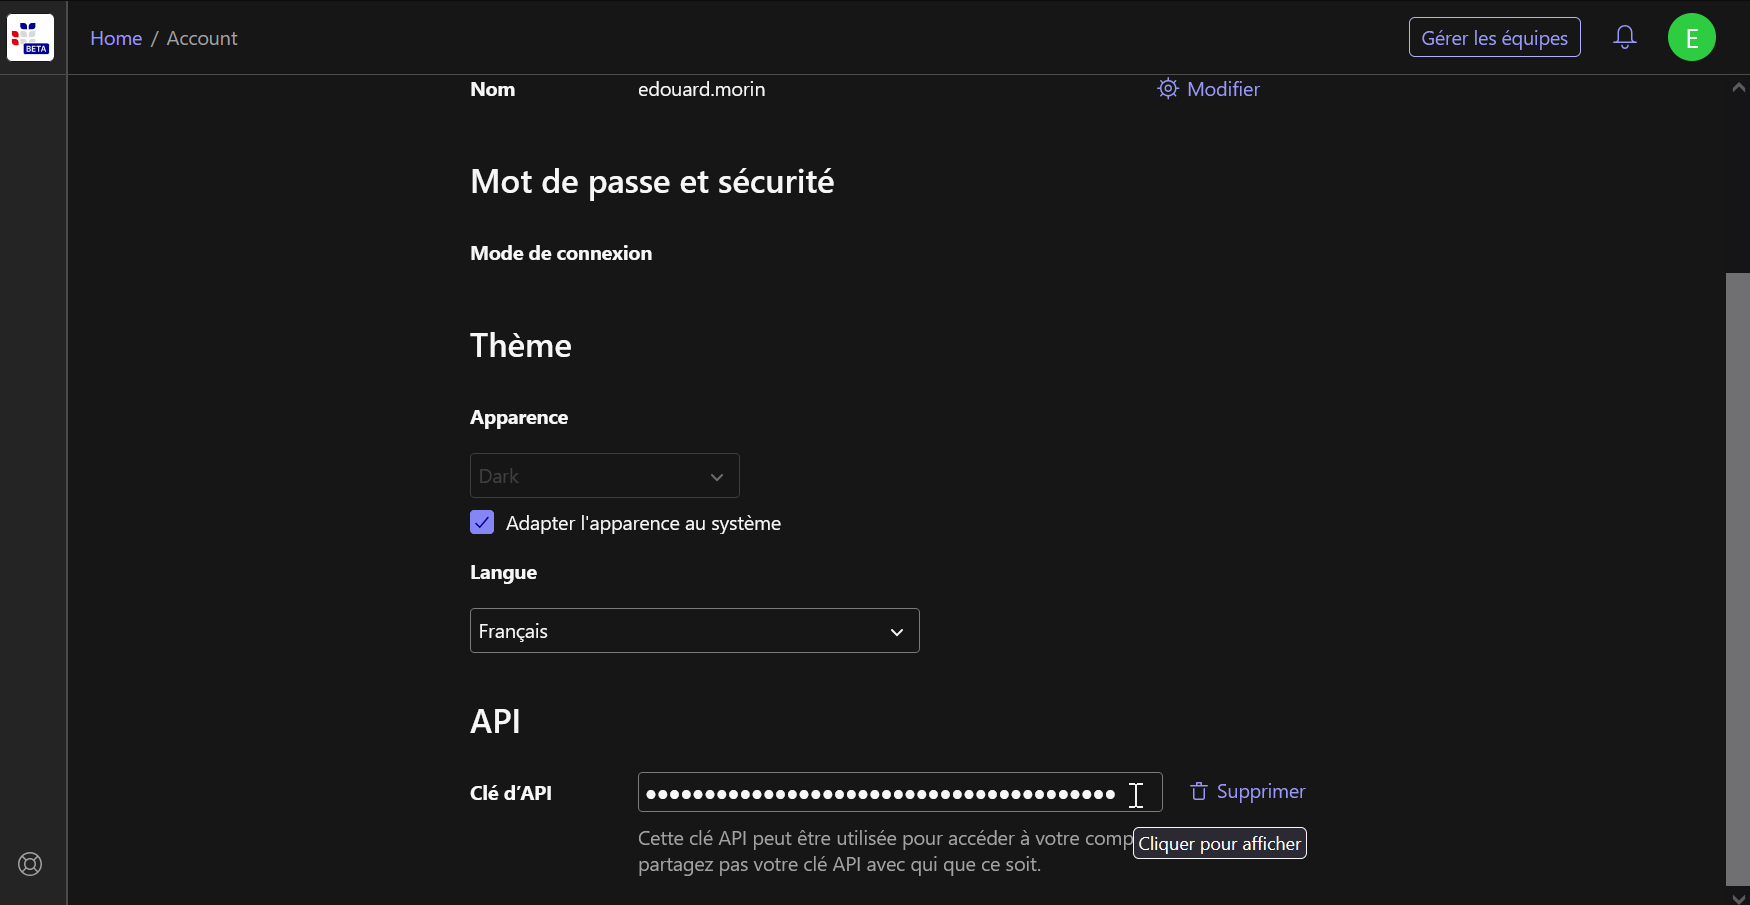 BETA
Home / Account
Gérer les équipes
E
Nom
edouard.morin
Modifier
Mot de passe et sécurité
Mode de connexion
Thème
Apparence
Dark
Adapter l'apparence au système
Langue
Français
API
Clé d’API
••••••••••••••••••••••••••••••••••••••••
Supprimer
Cette clé API peut être utilisée pour accéder à votre comp
Cliquer pour afficher
partagez pas votre clé API avec qui que ce soit.